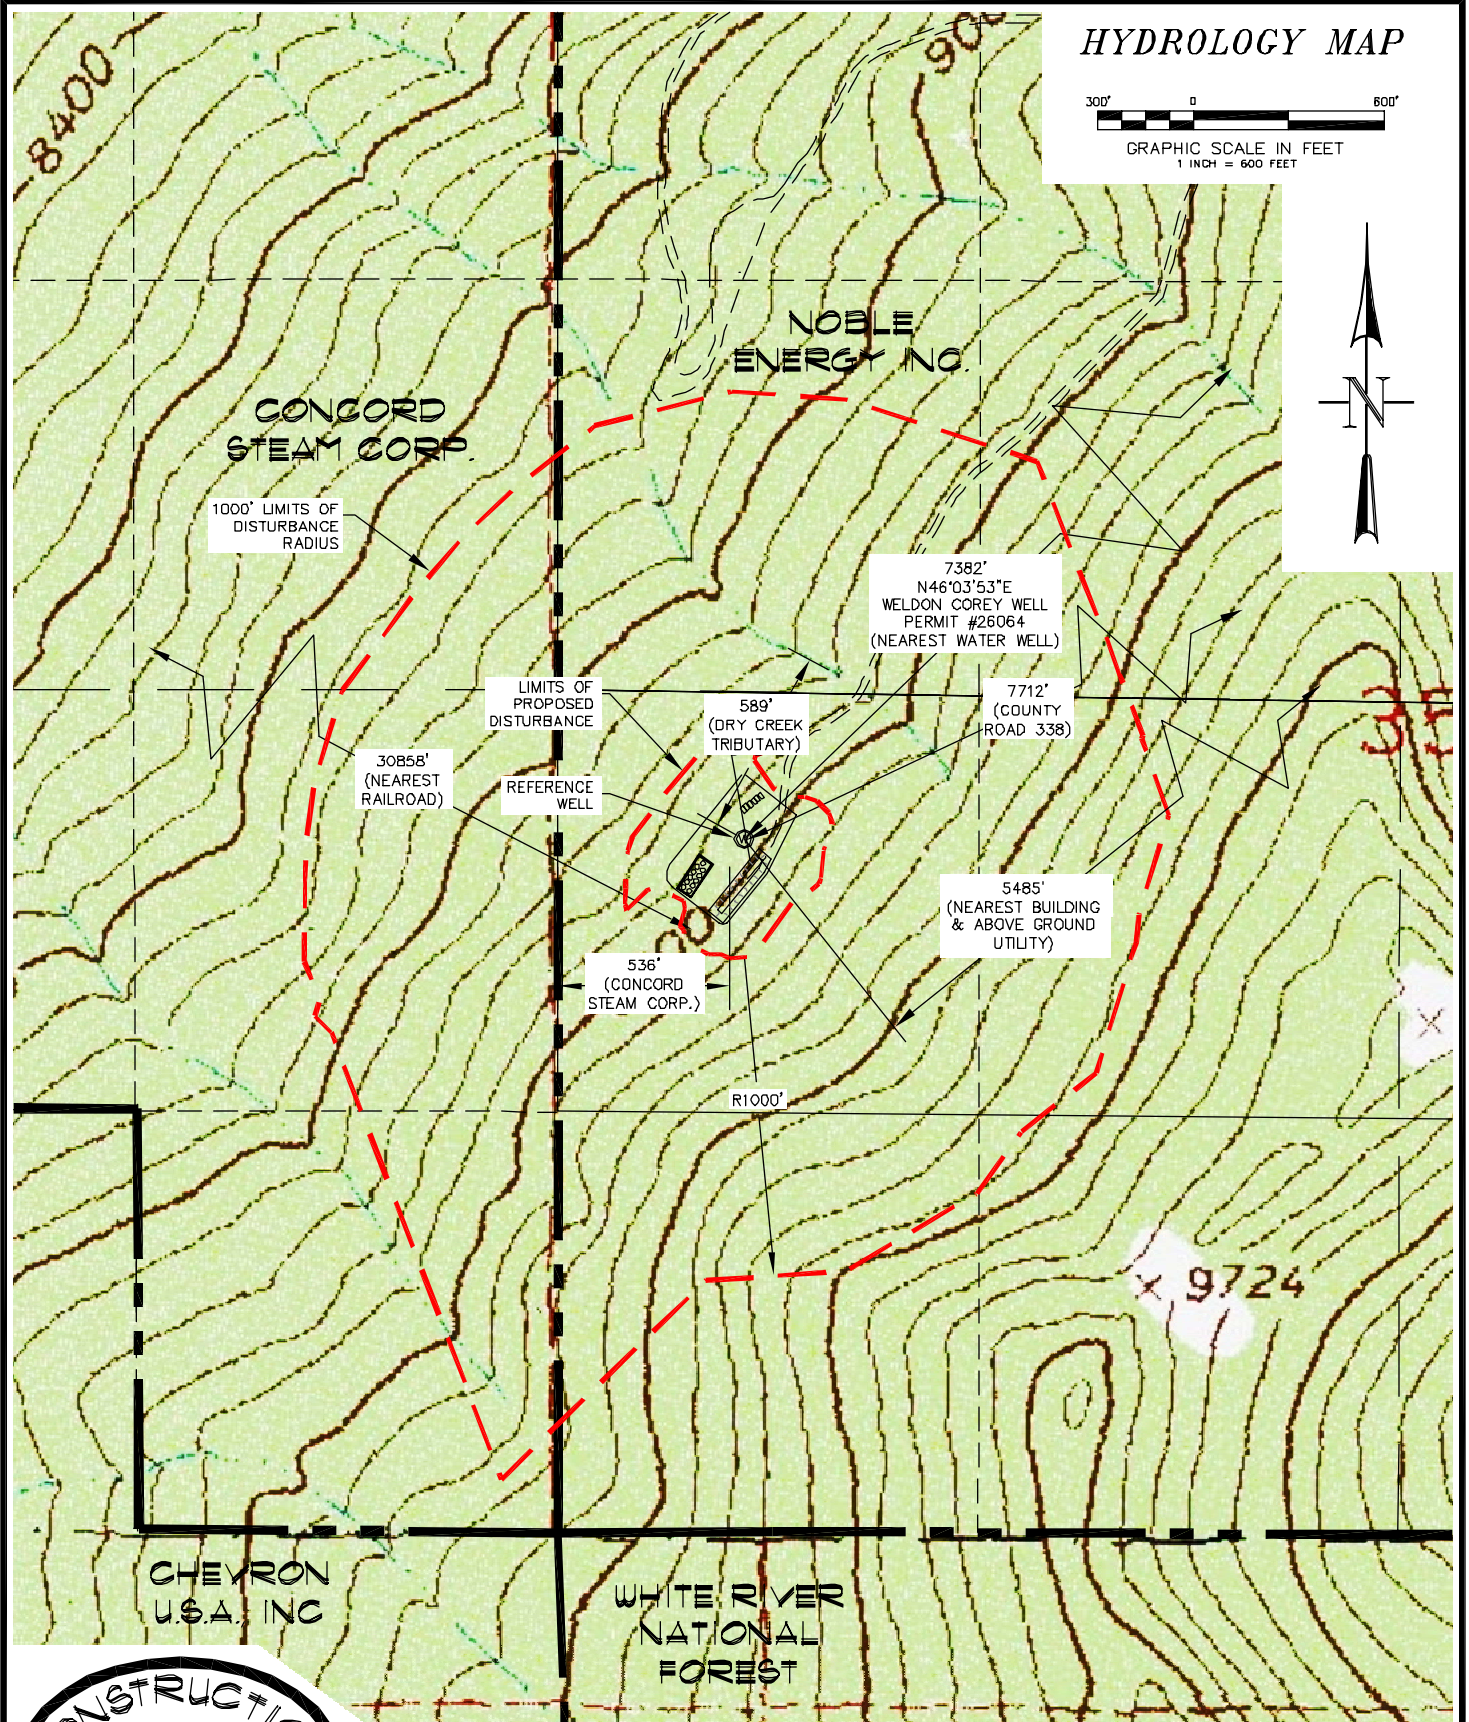 HYDROLOGY MAP
300' 0 600'
GRAPHIC SCALE IN FEET
1 INCH = 600 FEET
8400
90
N
NOBLE
ENERGY INC.
CONCORD
STEAM CORP.
1000' LIMITS OF
DISTURBANCE
RADIUS
7382'
N46°03'53"E
WELDON COREY WELL
PERMIT #26064
(NEAREST WATER WELL)
LIMITS OF
PROPOSED
DISTURBANCE
589'
(DRY CREEK
TRIBUTARY)
7712'
(COUNTY
ROAD 338)
35
30858'
(NEAREST
RAILROAD)
REFERENCE
WELL
5485'
(NEAREST BUILDING
& ABOVE GROUND
UTILITY)
536'
(CONCORD
STEAM CORP.)
R1000'
9724
CHEVRON
U.S.A. INC
WHITE RIVER
NATIONAL
FOREST